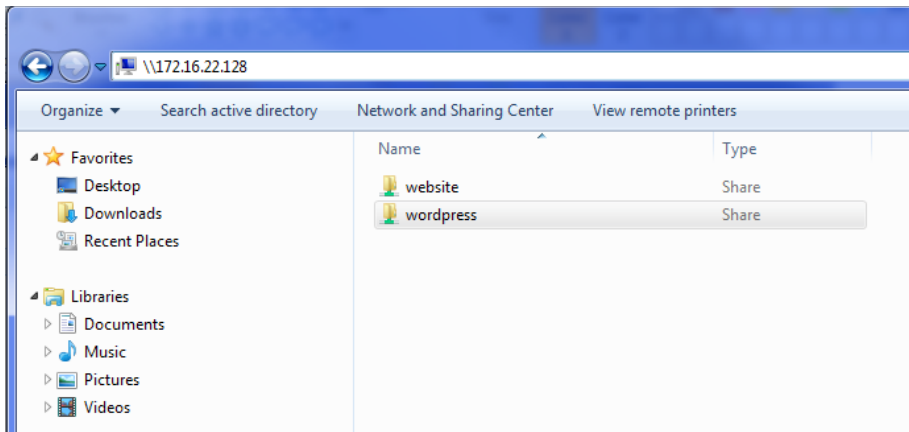 \\172.16.22.128
Organize Search active directory Network and Sharing Center View remote printers
Favorites
Desktop
Downloads
Recent Places
Libraries
Documents
Music
Pictures
Videos
Name Type
website Share
wordpress Share